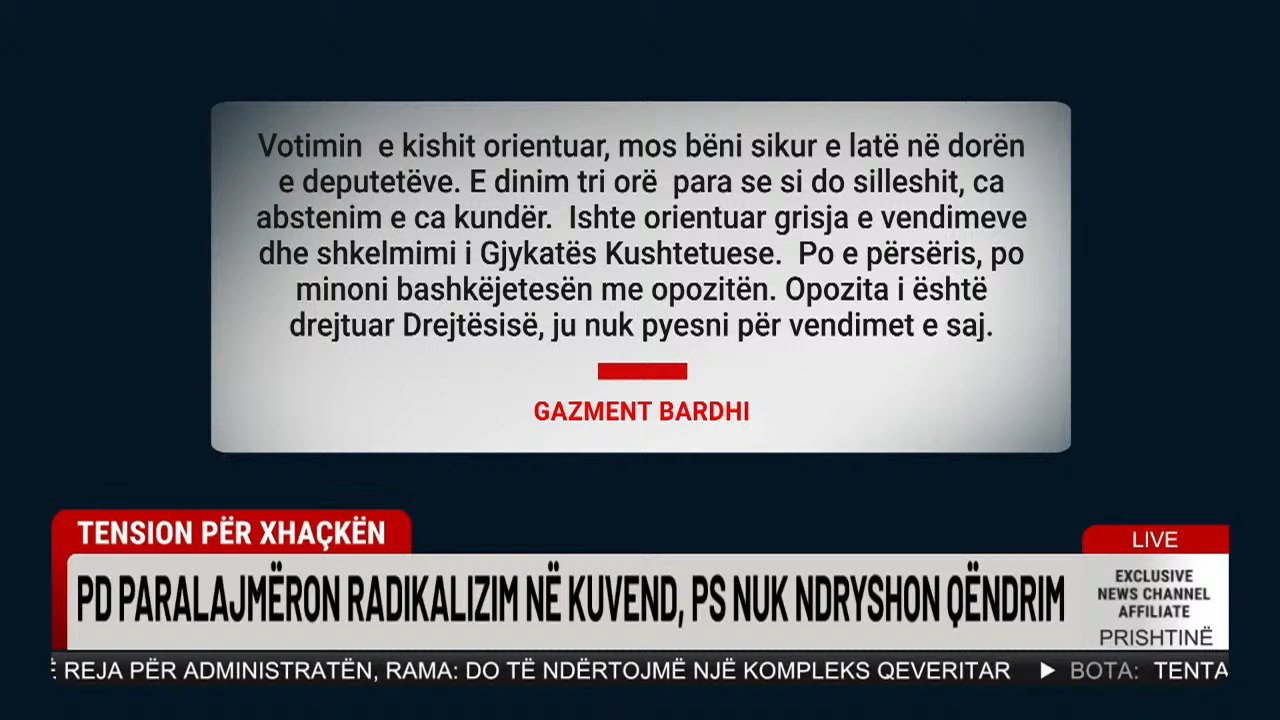 Votimin e kishit orientuar, mos bëni sikur e latë në dorën
e deputetëve. E dinim tri orë para se si do silleshit, ca
abstenim e ca kundër. Ishte orientuar grisja e vendimeve
dhe shkelmimi i Gjykatës Kushtetuese. Po e përsëris, po
minoni bashkëjetesën me opozitën. Opozita i është
drejtuar Drejtësisë, ju nuk pyesni për vendimet e saj.
GAZMENT BARDHI
TENSION PËR XHAÇKËN
PD PARALAJMËRON RADIKALIZIM NË KUVEND, PS NUK NDRYSHON QËNDRIM
LIVE
EXCLUSIVE
NEWS CHANNEL
AFFILIATE
PRISHTINË
REJA PËR ADMINISTRATËN, RAMA: DO TË NDËRTOJMË NJË KOMPLEKS QEVERITAR ▶ BOTA: TENTA